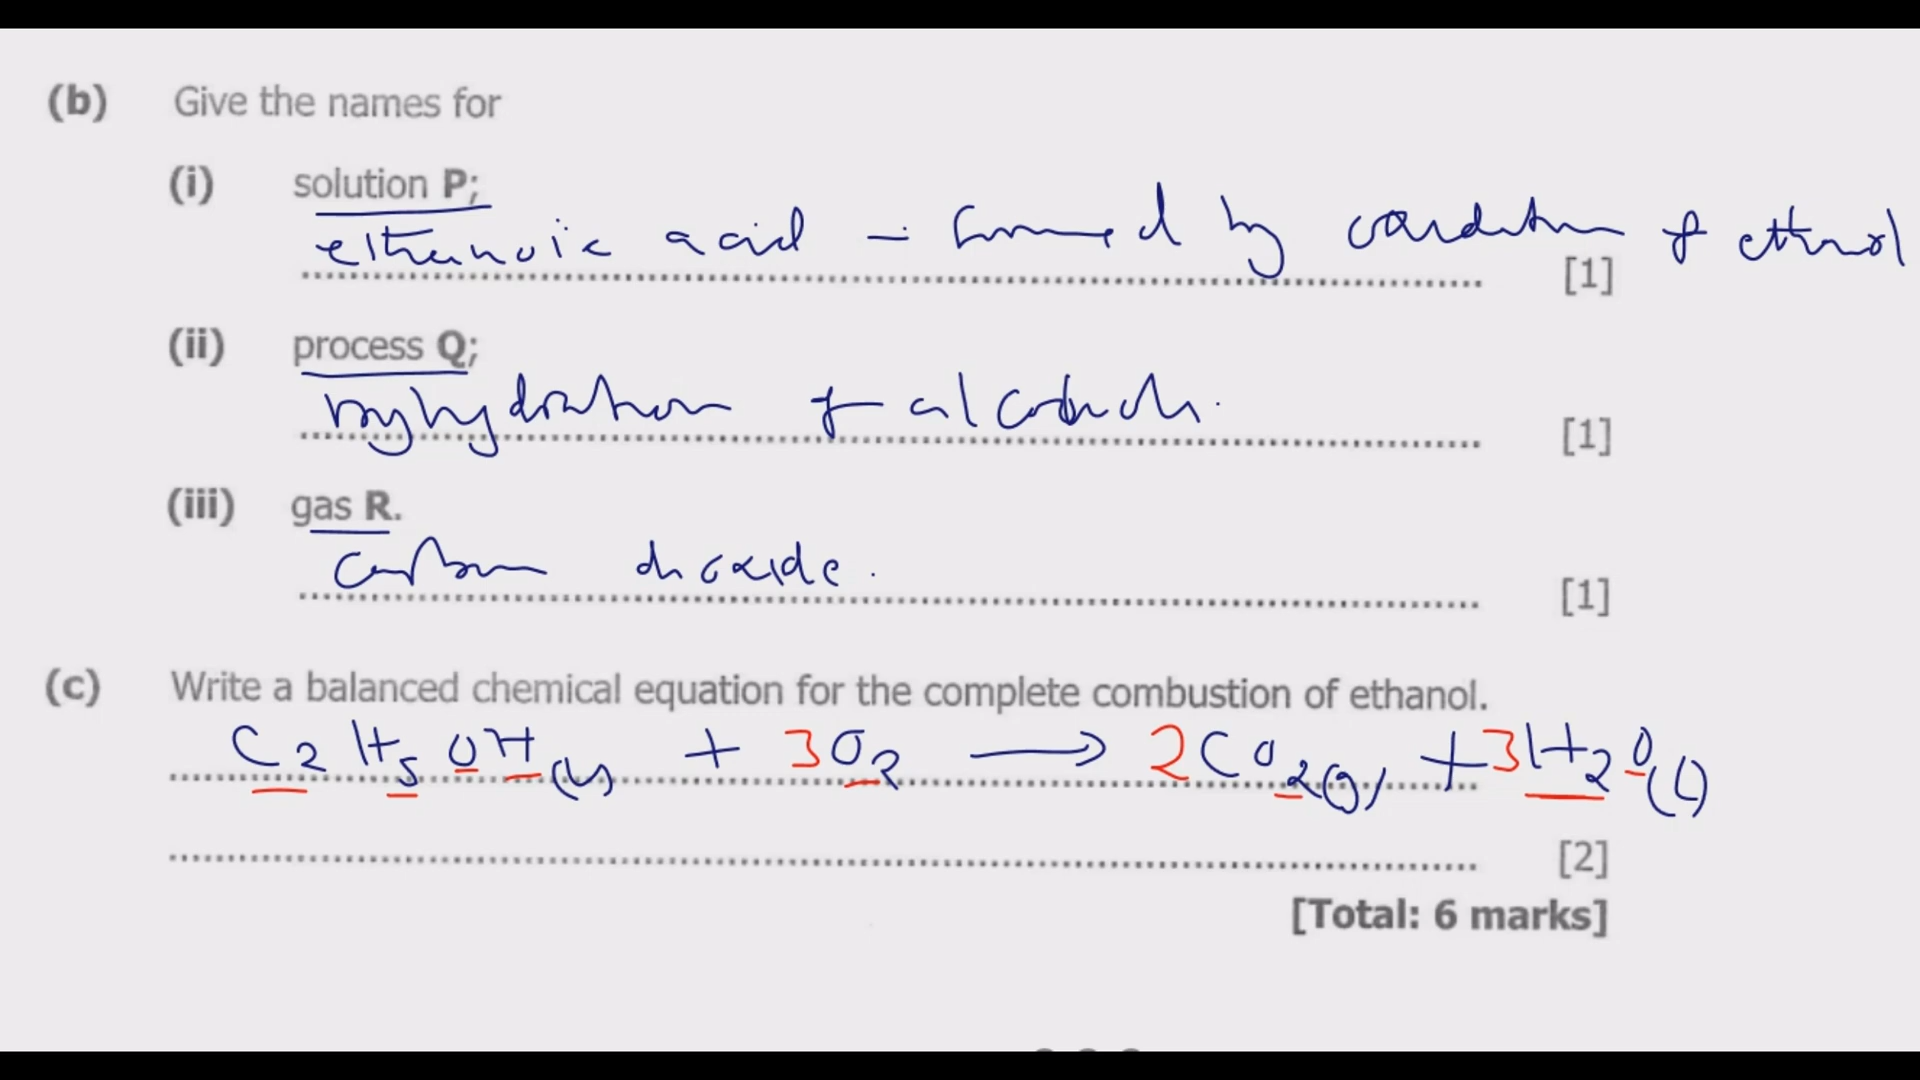 (b) Give the names for
(i) solution P;
ethanoic acid – formed by oxidation of ethanol
[1]
(ii) process Q;
of alcohols.
[1]
(iii) gas R.
carbon dioxide.
[1]
(c) Write a balanced chemical equation for the complete combustion of ethanol.
C₂H₅OH(l) + 3O₂ → 2CO₂(g) + 3H₂O(l)
[2]
[Total: 6 marks]